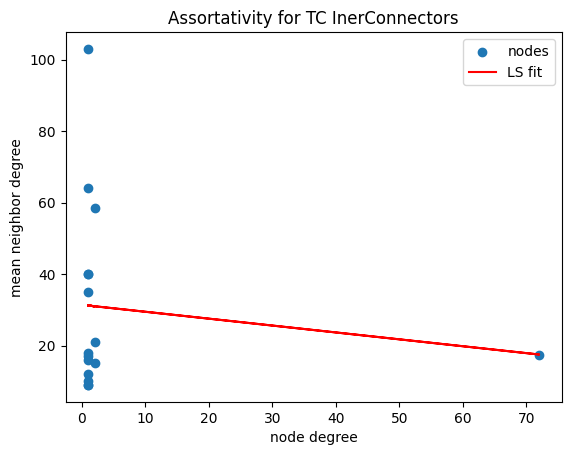 Assortativity for TC InerConnectors
nodes
LS fit
mean neighbor degree
100
80
60
40
20
0 10 20 30 40 50 60 70
node degree